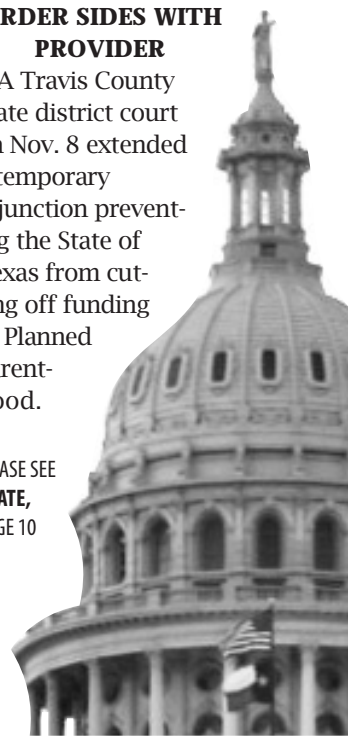 RDER SIDES WITH
PROVIDER
A Travis County
ate district court
n Nov. 8 extended
temporary
junction prevent-
g the State of
exas from cut-
ng off funding
Planned
rent-
ood.
ASE SEE
ATE,
GE 10